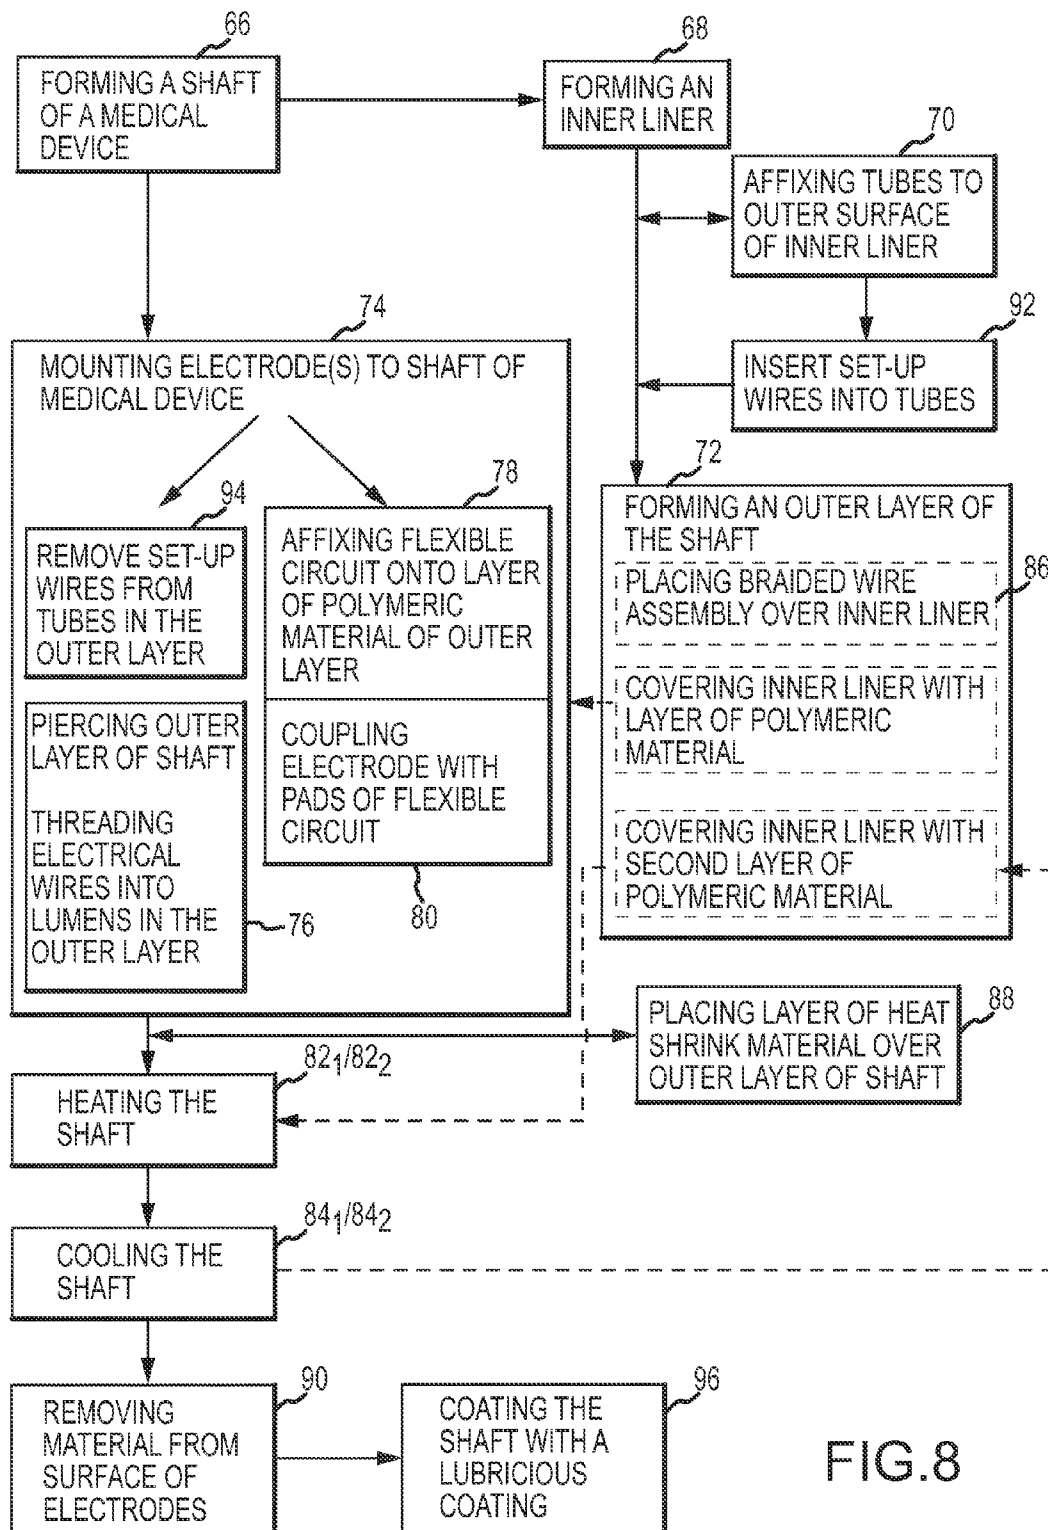 66
FORMING A SHAFT
OF A MEDICAL
DEVICE
68
FORMING AN
INNER LINER
70
AFFIXING TUBES TO
OUTER SURFACE
OF INNER LINER
92
INSERT SET-UP
WIRES INTO TUBES
74
MOUNTING ELECTRODE(S) TO SHAFT OF
MEDICAL DEVICE
94
REMOVE SET-UP
WIRES FROM
TUBES IN THE
OUTER LAYER
78
AFFIXING FLEXIBLE
CIRCUIT ONTO LAYER
OF POLYMERIC
MATERIAL OF OUTER
LAYER
PIERCING OUTER
LAYER OF SHAFT
THREADING
ELECTRICAL
WIRES INTO
LUMENS IN THE
OUTER LAYER
76
COUPLING
ELECTRODE WITH
PADS OF FLEXIBLE
CIRCUIT
80
72
FORMING AN OUTER LAYER OF
THE SHAFT
PLACING BRAIDED WIRE
ASSEMBLY OVER INNER LINER
86
COVERING INNER LINER WITH
LAYER OF POLYMERIC
MATERIAL
COVERING INNER LINER WITH
SECOND LAYER OF
POLYMERIC MATERIAL
PLACING LAYER OF HEAT
SHRINK MATERIAL OVER
OUTER LAYER OF SHAFT
88
82₁/82₂
HEATING THE
SHAFT
84₁/84₂
COOLING THE
SHAFT
90
REMOVING
MATERIAL FROM
SURFACE OF
ELECTRODES
96
COATING THE
SHAFT WITH A
LUBRICIOUS
COATING
FIG.8